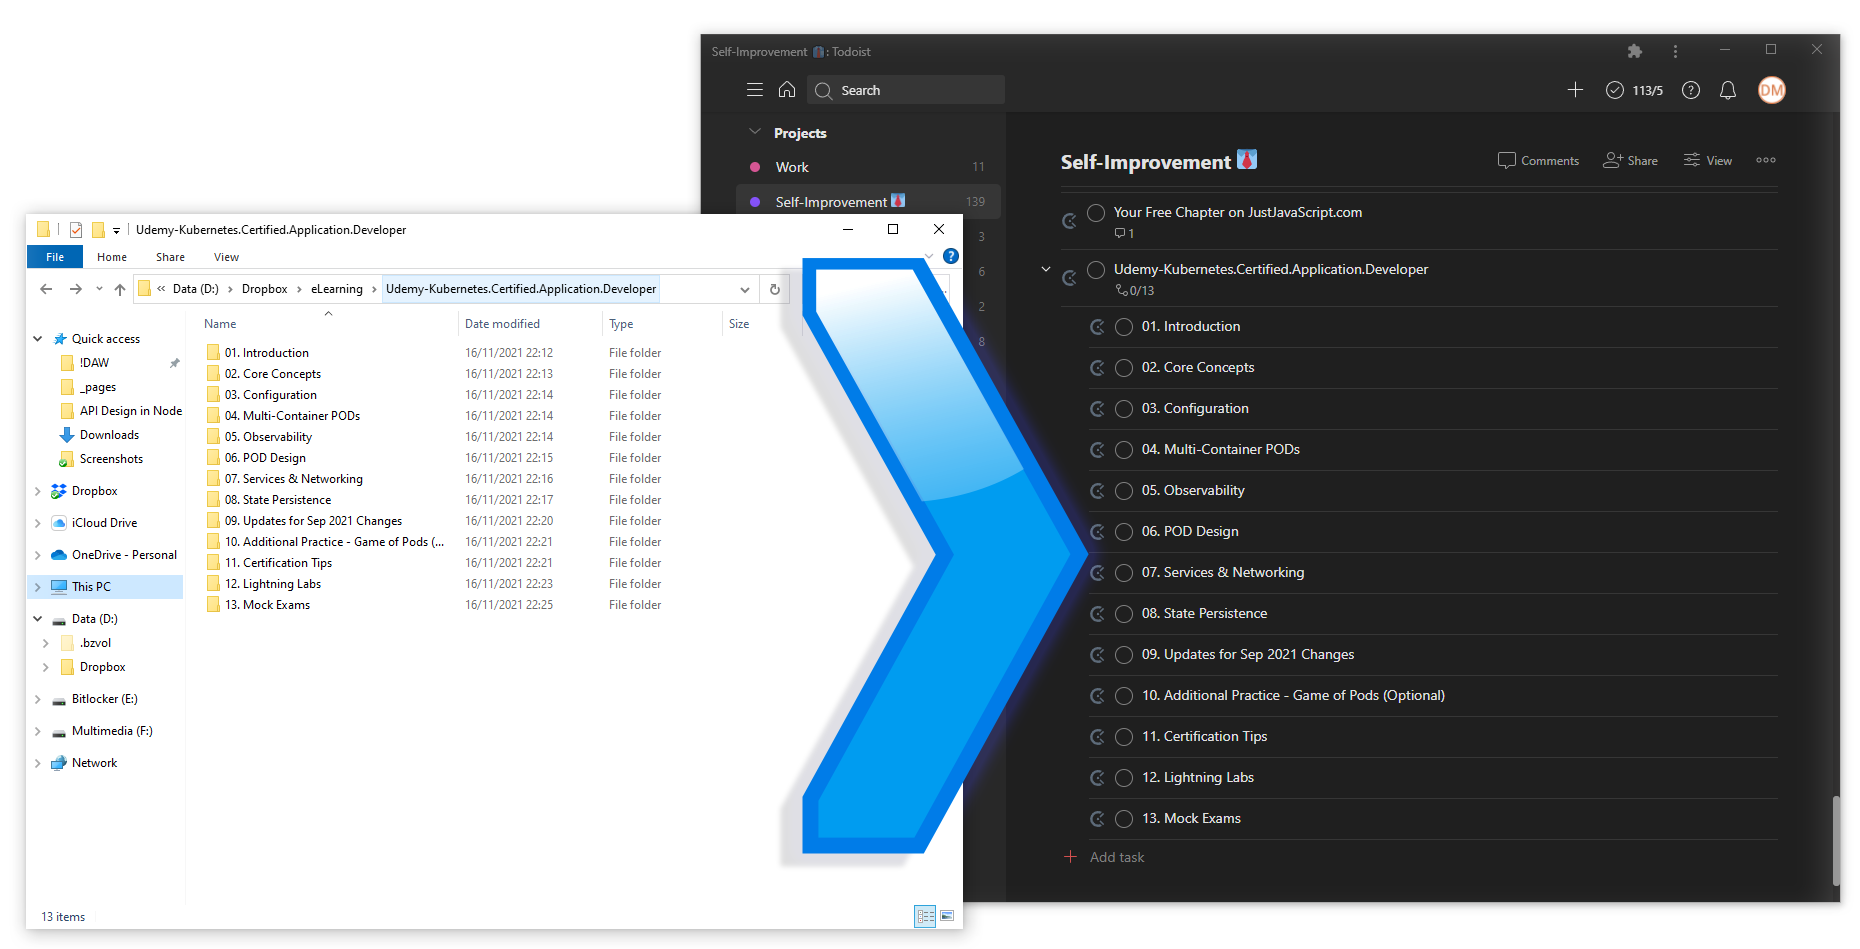 Self-Improvement 👔: Todoist
Search
113/5
DM
Projects
Work 11
Self-Improvement 👔 139
3
6
2
8
Self-Improvement 👔
Comments Share View
Your Free Chapter on JustJavaScript.com
1
Udemy-Kubernetes.Certified.Application.Developer
0/13
01. Introduction
02. Core Concepts
03. Configuration
04. Multi-Container PODs
05. Observability
06. POD Design
07. Services & Networking
08. State Persistence
09. Updates for Sep 2021 Changes
10. Additional Practice - Game of Pods (Optional)
11. Certification Tips
12. Lightning Labs
13. Mock Exams
Add task
Udemy-Kubernetes.Certified.Application.Developer
File Home Share View
« Data (D:) › Dropbox › eLearning › Udemy-Kubernetes.Certified.Application.Developer
Quick access
!DAW
_pages
API Design in Node
Downloads
Screenshots
Dropbox
iCloud Drive
OneDrive - Personal
This PC
Data (D:)
.bzvol
Dropbox
Bitlocker (E:)
Multimedia (F:)
Network
Name Date modified Type Size
01. Introduction 16/11/2021 22:12 File folder
02. Core Concepts 16/11/2021 22:13 File folder
03. Configuration 16/11/2021 22:14 File folder
04. Multi-Container PODs 16/11/2021 22:14 File folder
05. Observability 16/11/2021 22:14 File folder
06. POD Design 16/11/2021 22:15 File folder
07. Services & Networking 16/11/2021 22:16 File folder
08. State Persistence 16/11/2021 22:17 File folder
09. Updates for Sep 2021 Changes 16/11/2021 22:20 File folder
10. Additional Practice - Game of Pods (... 16/11/2021 22:21 File folder
11. Certification Tips 16/11/2021 22:21 File folder
12. Lightning Labs 16/11/2021 22:23 File folder
13. Mock Exams 16/11/2021 22:25 File folder
13 items